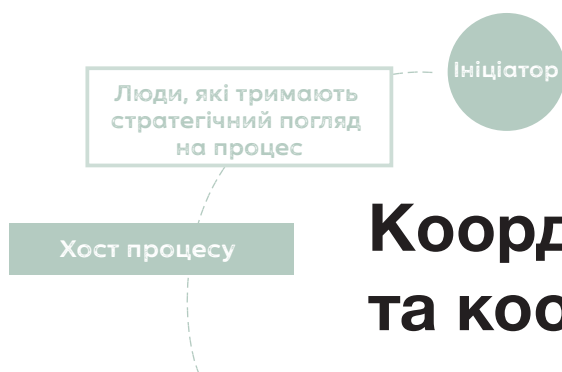 Ініціатор
Люди, які тримають
стратегічний погляд
на процес
Хост процесу
Коорд
та коо